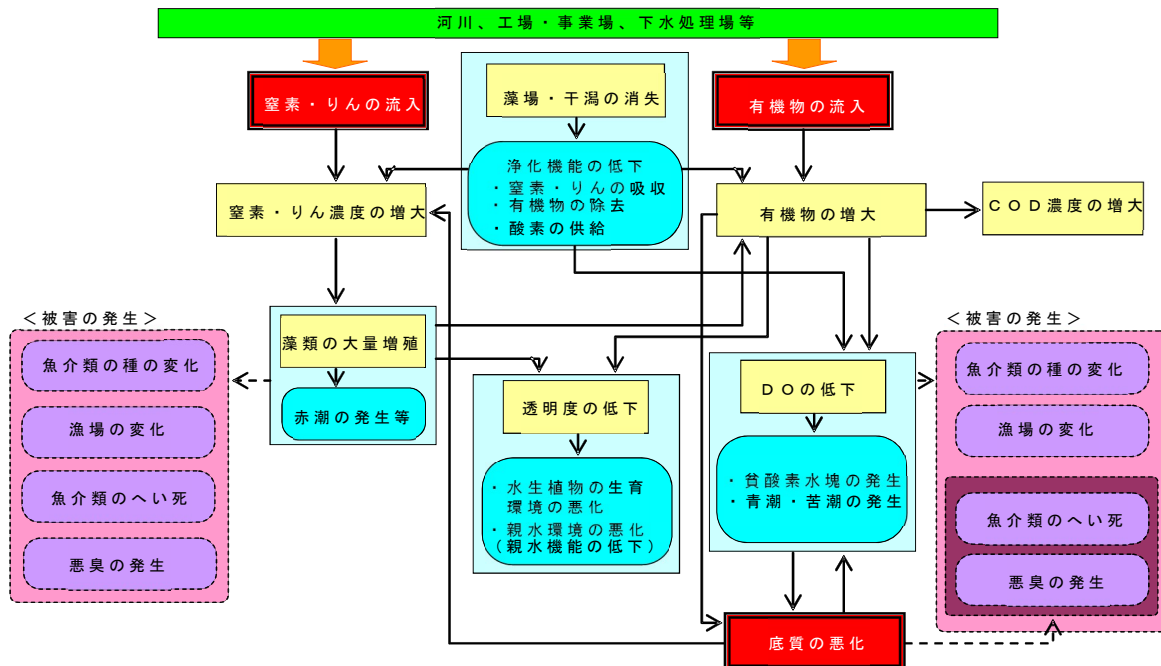 河川、工場・事業場、下水処理場等
窒素・りんの流入
藻場・干潟の消失
有機物の流入
浄化機能の低下
・窒素・りんの吸収
・有機物の除去
・酸素の供給
窒素・りん濃度の増大
有機物の増大
ＣＯＤ濃度の増大
＜被害の発生＞
魚介類の種の変化
漁場の変化
魚介類のへい死
悪臭の発生
藻類の大量増殖
赤潮の発生等
透明度の低下
・水生植物の生育
環境の悪化
・親水環境の悪化
（親水機能の低下）
ＤＯの低下
・貧酸素水塊の発生
・青潮・苦潮の発生
＜被害の発生＞
魚介類の種の変化
漁場の変化
魚介類のへい死
悪臭の発生
底質の悪化